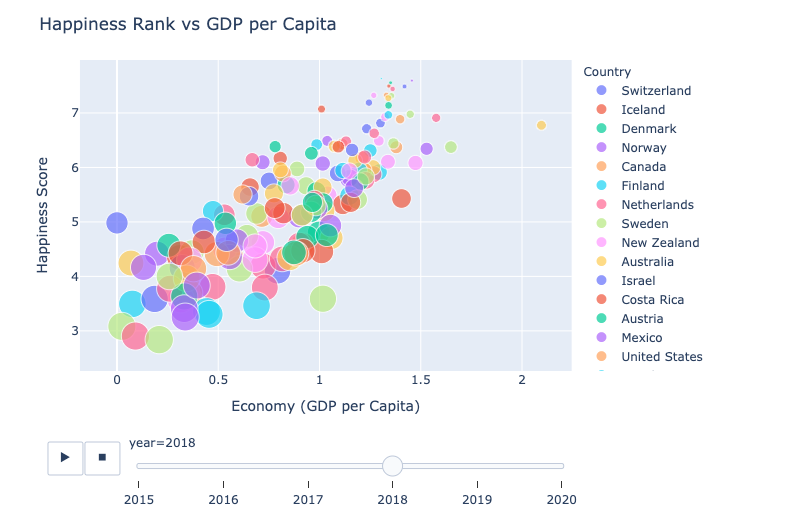 Happiness Rank vs GDP per Capita
Country
Switzerland
Iceland
Denmark
Norway
Canada
Finland
Netherlands
Sweden
New Zealand
Australia
Israel
Costa Rica
Austria
Mexico
United States
Happiness Score
7
6
5
4
3
0 0.5 1 1.5 2
Economy (GDP per Capita)
year=2018
2015 2016 2017 2018 2019 2020